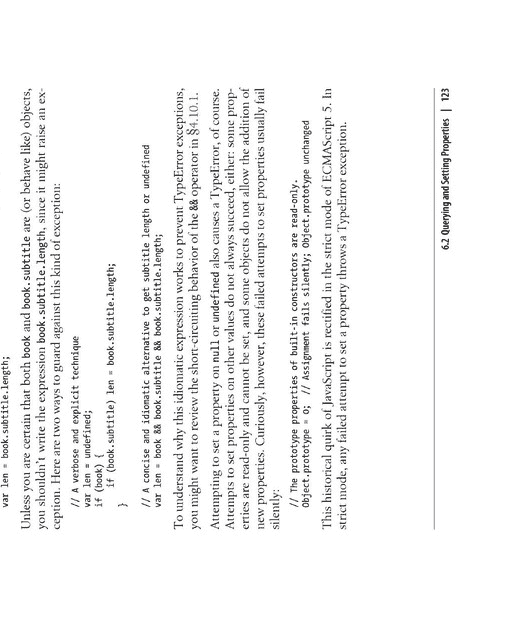 var len = book.subtitle.length;
Unless you are certain that both book and book.subtitle are (or behave like) objects,
you shouldn't write the expression book.subtitle.length, since it might raise an ex-
ception. Here are two ways to guard against this kind of exception:
// A verbose and explicit technique
var len = undefined;
if (book) {
if (book.subtitle) len = book.subtitle.length;
}
// A concise and idiomatic alternative to get subtitle length or undefined
var len = book && book.subtitle && book.subtitle.length;
To understand why this idiomatic expression works to prevent TypeError exceptions,
you might want to review the short-circuiting behavior of the && operator in §4.10.1.
Attempting to set a property on null or undefined also causes a TypeError, of course.
Attempts to set properties on other values do not always succeed, either: some prop-
erties are read-only and cannot be set, and some objects do not allow the addition of
new properties. Curiously, however, these failed attempts to set properties usually fail
silently:
// The prototype properties of built-in constructors are read-only.
Object.prototype = 0; // Assignment fails silently; Object.prototype unchanged
This historical quirk of JavaScript is rectified in the strict mode of ECMAScript 5. In
strict mode, any failed attempt to set a property throws a TypeError exception.
6.2 Querying and Setting Properties | 123